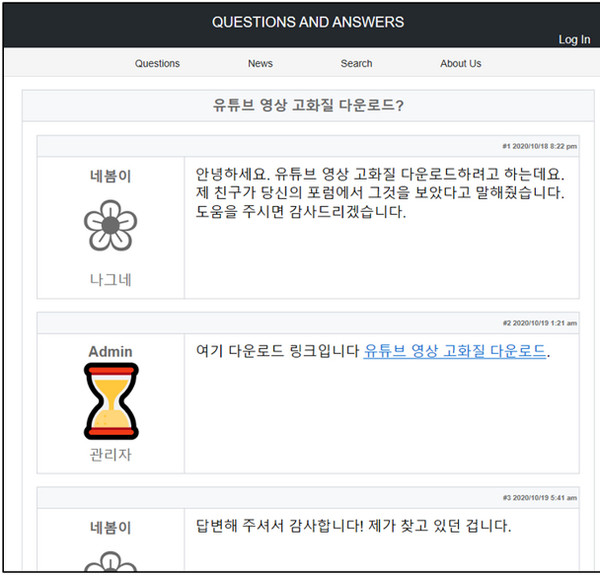 QUESTIONS AND ANSWERS
Log In
Questions News Search About Us
유튜브 영상 고화질 다운로드?
#1 2020/10/18 8:22 pm
네봄이
안녕하세요. 유튜브 영상 고화질 다운로드하려고 하는데요.
제 친구가 당신의 포럼에서 그것을 보았다고 말해줬습니다.
도움을 주시면 감사드리겠습니다.
나그네
#2 2020/10/19 1:21 am
Admin
여기 다운로드 링크입니다 유튜브 영상 고화질 다운로드.
관리자
#3 2020/10/19 5:41 am
네봄이
답변해 주셔서 감사합니다! 제가 찾고 있던 겁니다.